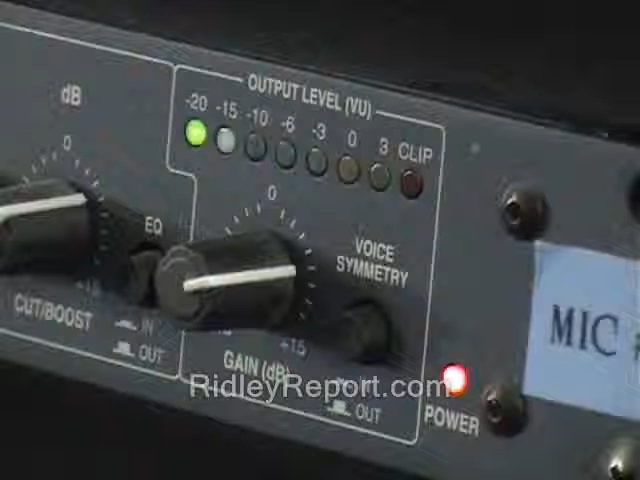 dB
0
EQ
CUT/BOOST
IN
OUT
OUTPUT LEVEL (VU)
-20 -15 -10 -6 -3 0 3 CLIP
0
VOICE
SYMMETRY
+15
GAIN (dB)
OUT
POWER
MIC
RidleyReport.com